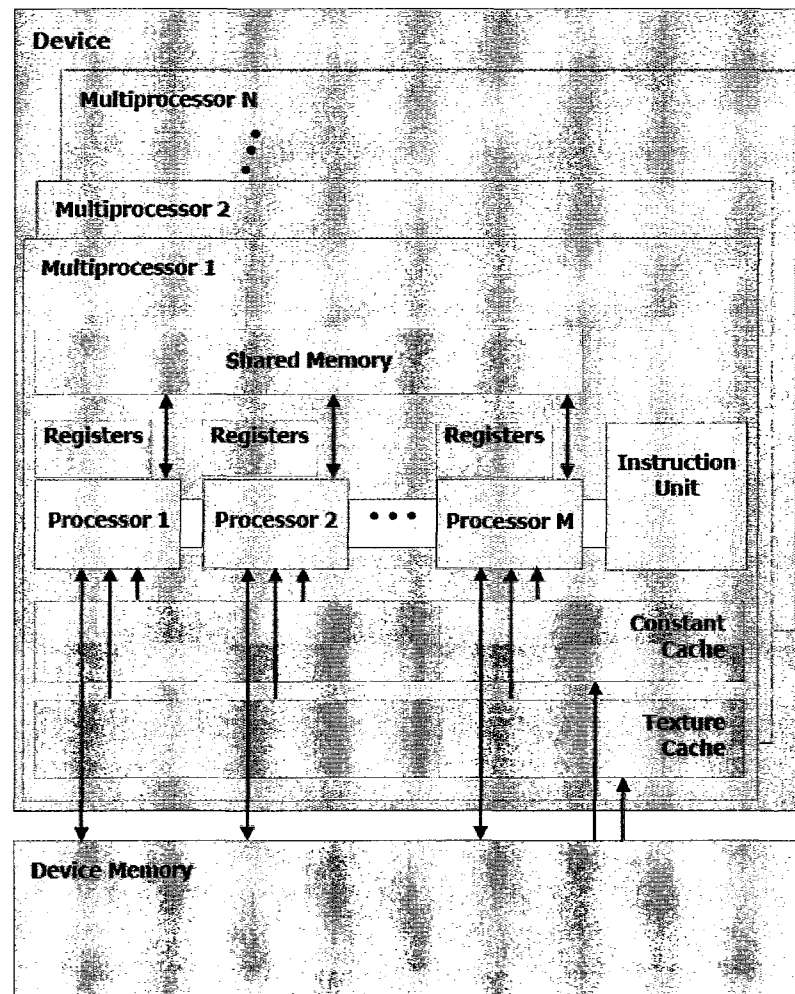 Device
Multiprocessor N
Multiprocessor 2
Multiprocessor 1
Shared Memory
Registers
Registers
Registers
Instruction
Unit
Processor 1
Processor 2
• • •
Processor M
Constant
Cache
Texture
Cache
Device Memory